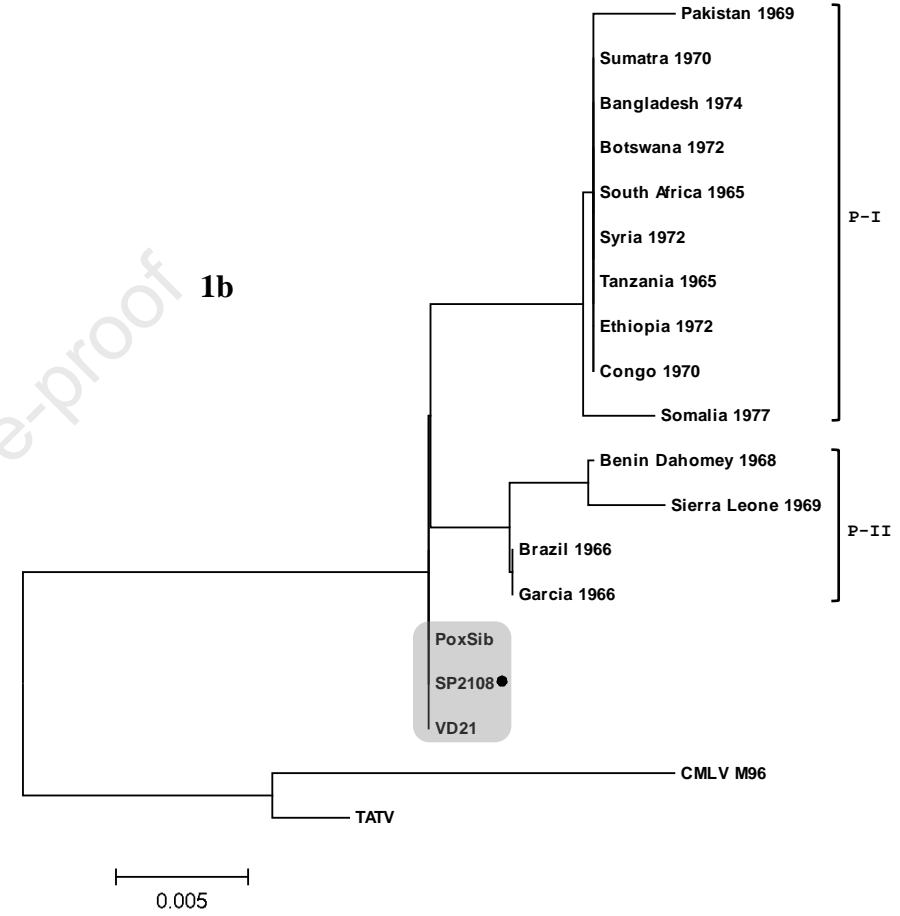 Pakistan 1969
Sumatra 1970
Bangladesh 1974
Botswana 1972
South Africa 1965
P-I
Syria 1972
1b
Tanzania 1965
Ethiopia 1972
Congo 1970
Somalia 1977
Benin Dahomey 1968
Sierra Leone 1969
P-II
Brazil 1966
Garcia 1966
PoxSib
SP2108
VD21
CMLV M96
TATV
0.005
e-proof